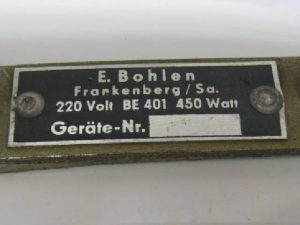 E. Bohlen
Frankenberg/Sa.
220 Volt BE 401 450 Watt
Geräte-Nr.